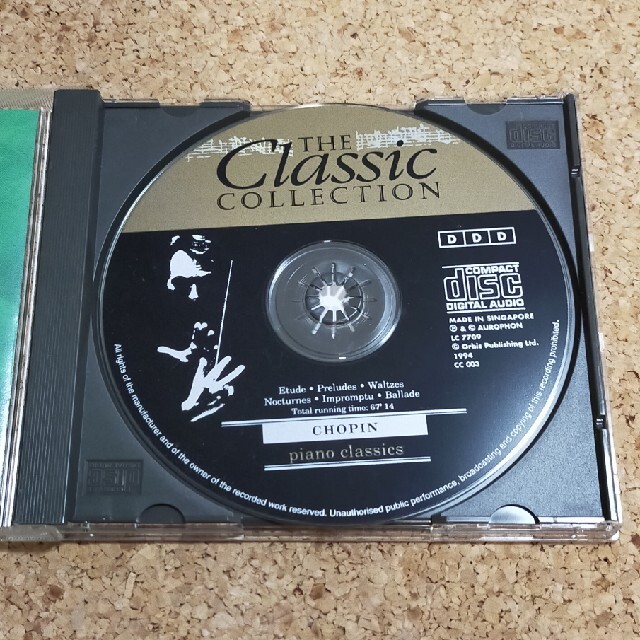 THE
Classic
COLLECTION
D D D
COMPACT
disc
DIGITAL AUDIO
MADE IN SINGAPORE
℗ & © AUROPHON
LC 7789
© Orbis Publishing Ltd.
1994
CC 003
Etude • Preludes • Waltzes
Nocturnes • Impromptu • Ballade
Total running time: 67' 14
CHOPIN
piano classics
All rights of the manufacturer and of the owner of the recorded work reserved. Unauthorised public performance, broadcasting and copying of this recording prohibited.